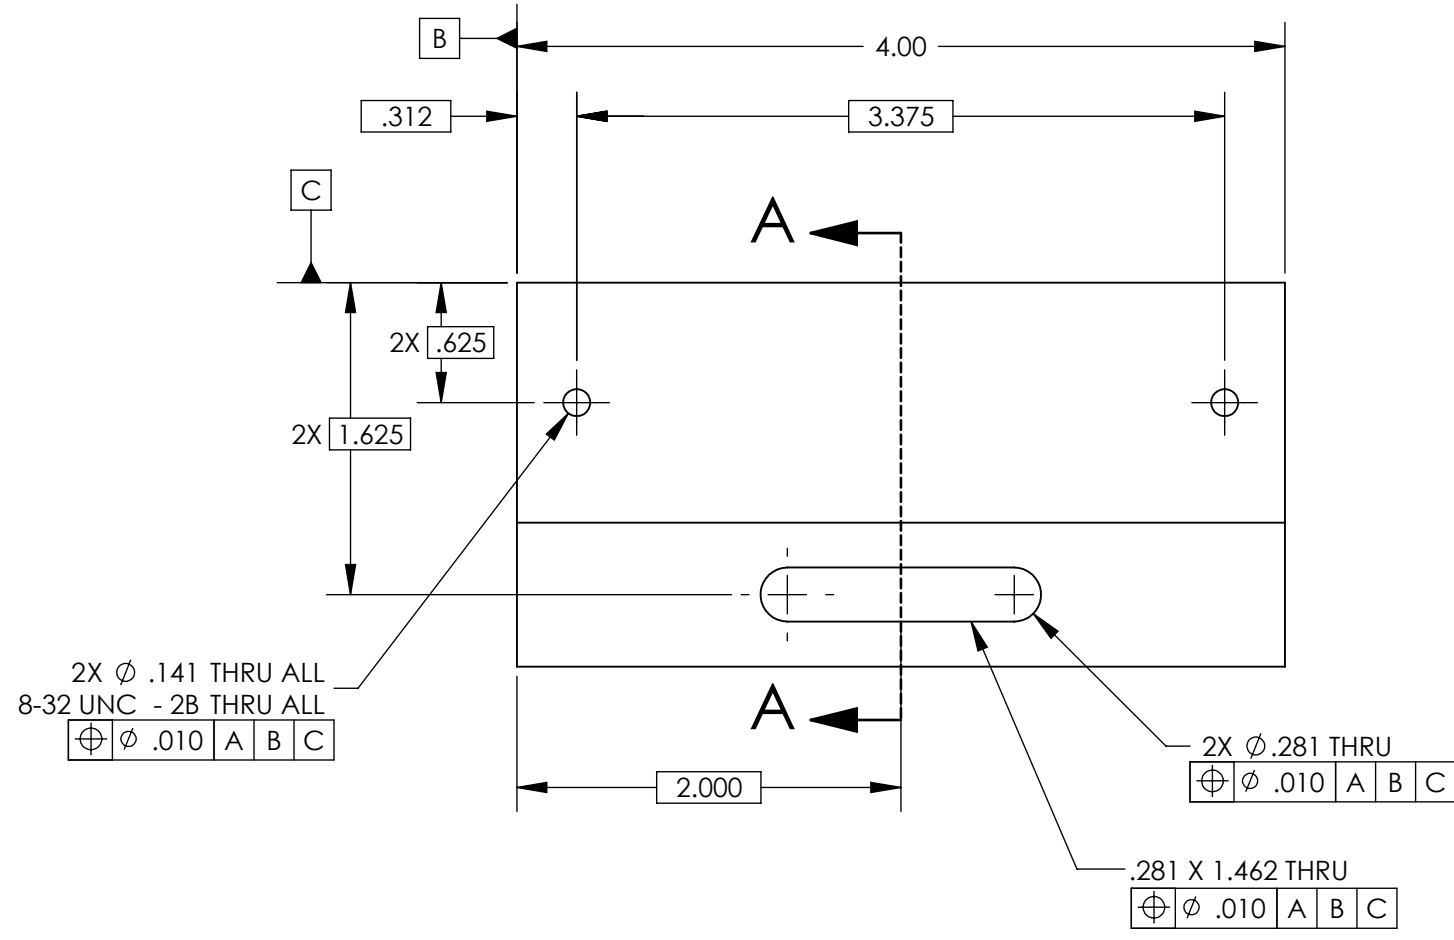 B
4.00
.312
3.375
C
A
2X .625
2X 1.625
2X ⌀ .141 THRU ALL
8-32 UNC - 2B THRU ALL
⌖ ⌀ .010 A B C
A
2.000
2X ⌀.281 THRU
⌖ ⌀ .010 A B C
.281 X 1.462 THRU
⌖ ⌀ .010 A B C